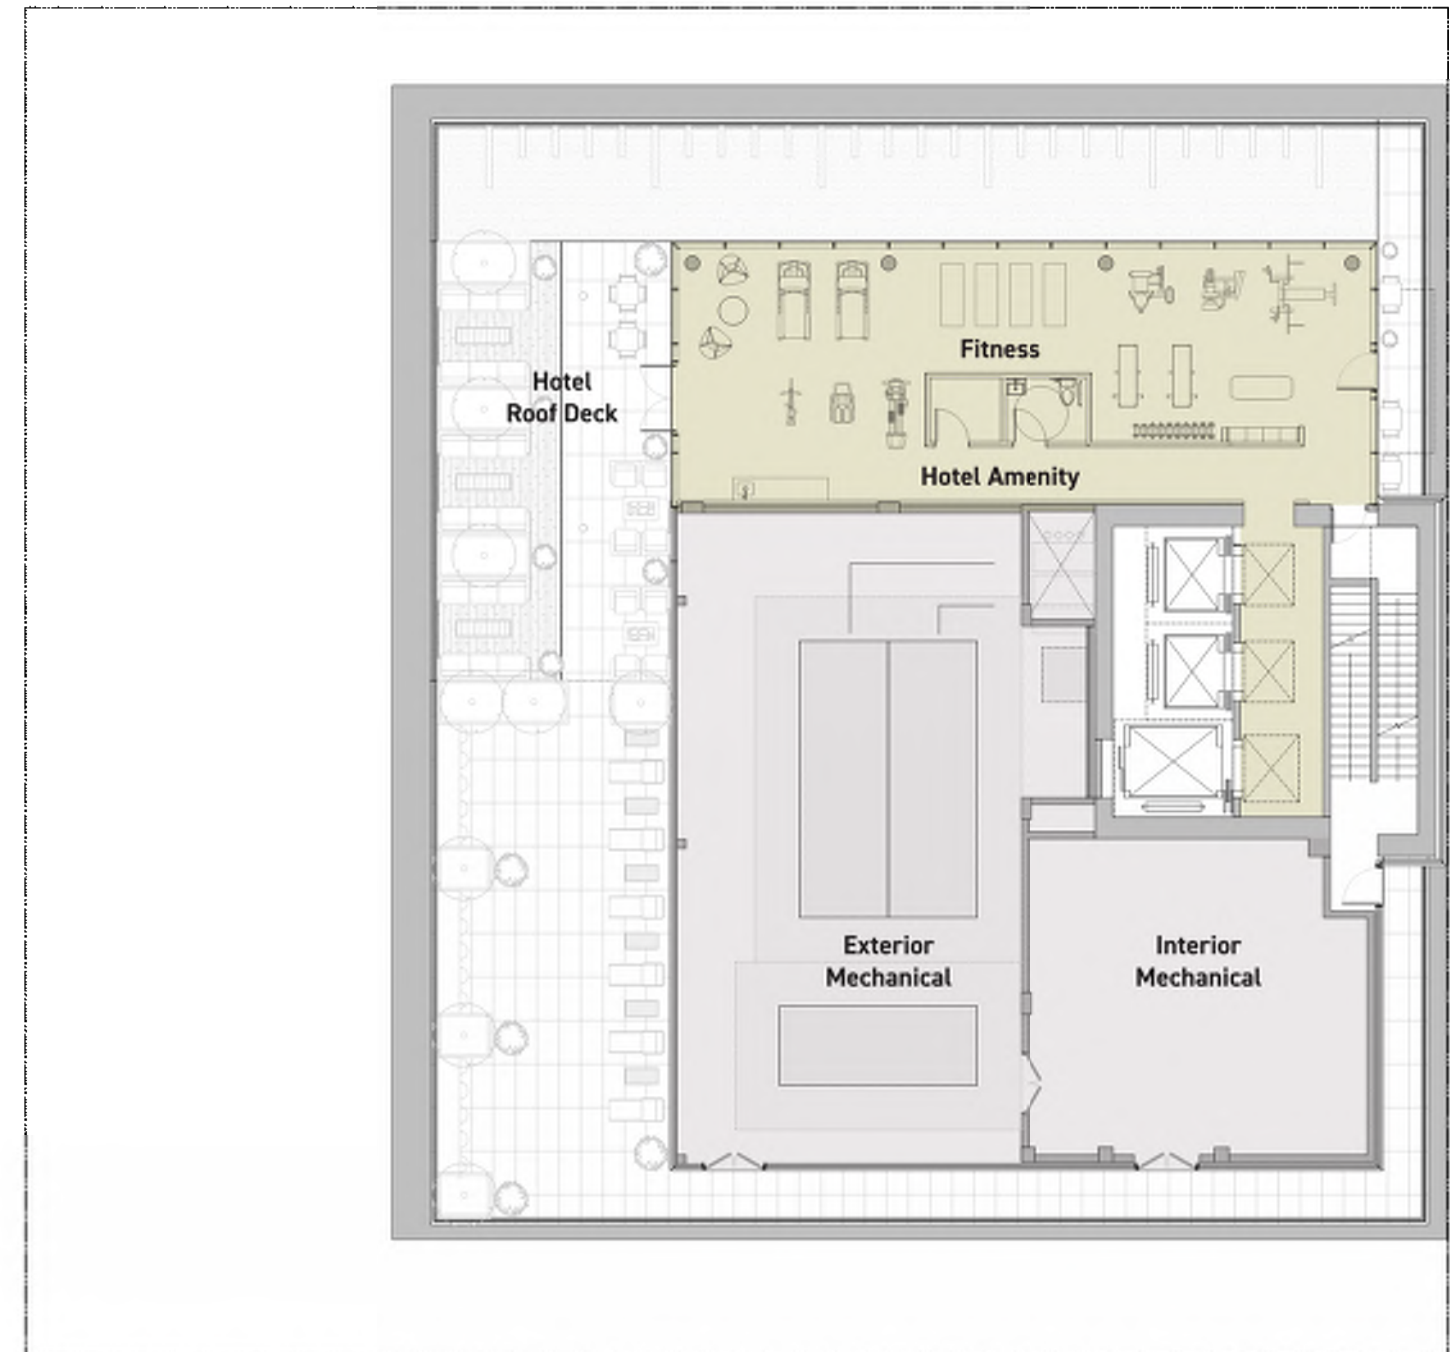 Fitness
Hotel
Roof Deck
Hotel Amenity
Exterior
Mechanical
Interior
Mechanical